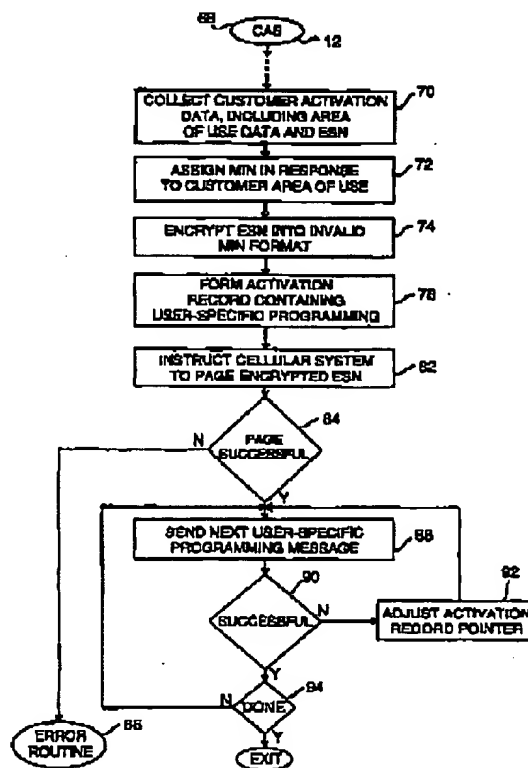 68
CAS
12
COLLECT CUSTOMER ACTIVATION
DATA, INCLUDING AREA
OF USE DATA AND ESN
70
ASSIGN MIN IN RESPONSE
TO CUSTOMER AREA OF USE
72
ENCRYPT ESN INTO INVALID
MIN FORMAT
74
FORM ACTIVATION
RECORD CONTAINING
USER-SPECIFIC PROGRAMMING
78
INSTRUCT CELLULAR SYSTEM
TO PAGE ENCRYPTED ESN
82
84
N
PAGE
SUCCESSFUL
Y
SEND NEXT USER-SPECIFIC
PROGRAMMING MESSAGE
88
90
SUCCESSFUL
N
92
ADJUST ACTIVATION
RECORD POINTER
Y
N
DONE
94
Y
ERROR
ROUTINE
86
EXIT